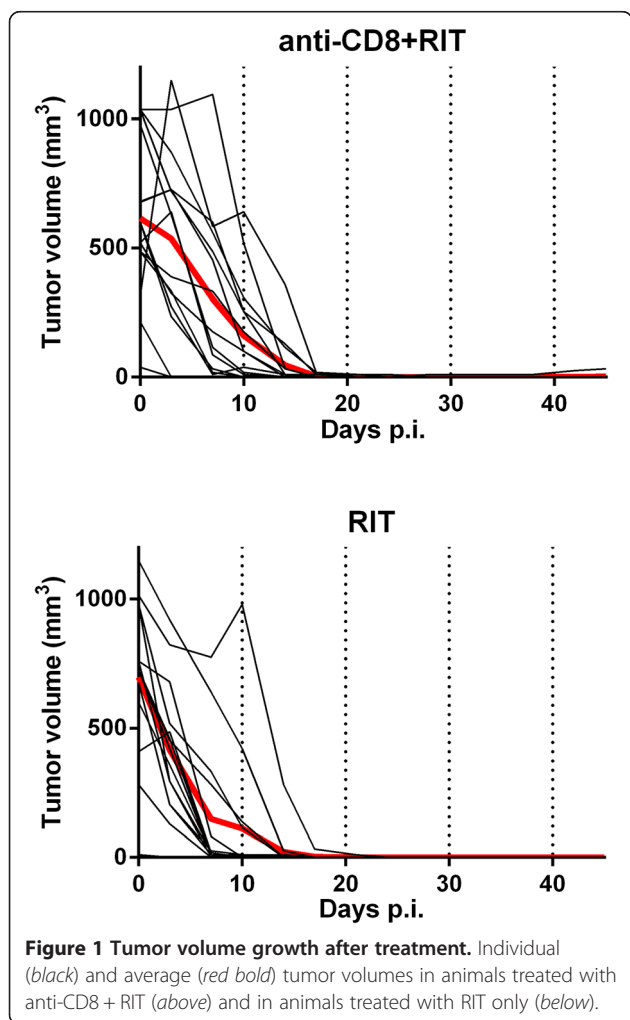 anti-CD8+RIT
Tumor volume (mm³)
1000
500
0
0 10 20 30 40
Days p.i.
RIT
Tumor volume (mm³)
1000
500
0
0 10 20 30 40
Days p.i.
Figure 1 Tumor volume growth after treatment. Individual
(black) and average (red bold) tumor volumes in animals treated with
anti-CD8 + RIT (above) and in animals treated with RIT only (below).